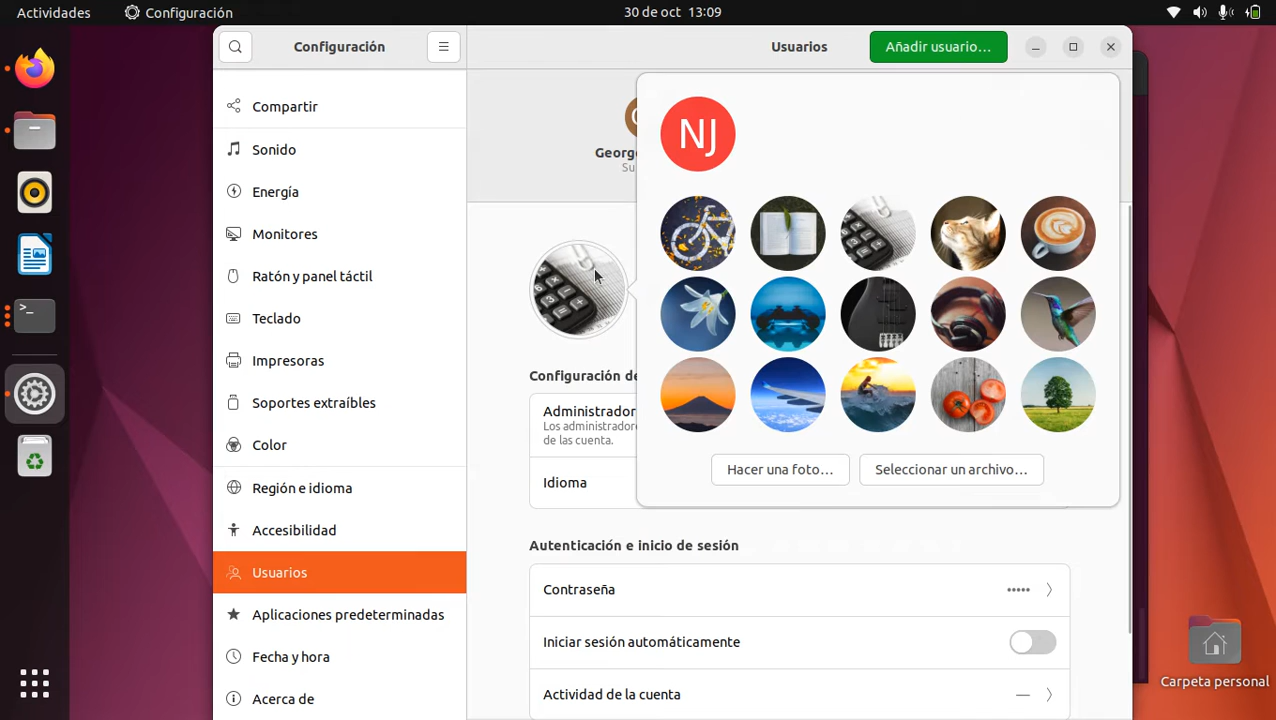 Actividades
Configuración
30 de oct 13:09
Configuración
Usuarios
Añadir usuario…
Compartir
Sonido
Energía
Monitores
Ratón y panel táctil
Teclado
Impresoras
Soportes extraíbles
Color
Región e idioma
Accesibilidad
Usuarios
Aplicaciones predeterminadas
Fecha y hora
Acerca de
Georg
Su
NJ
Hacer una foto…
Seleccionar un archivo…
Configuración de
Administrador
Los administradores
de las cuenta.
Idioma
Autenticación e inicio de sesión
Contraseña
•••••
Iniciar sesión automáticamente
Actividad de la cuenta
—
Carpeta personal